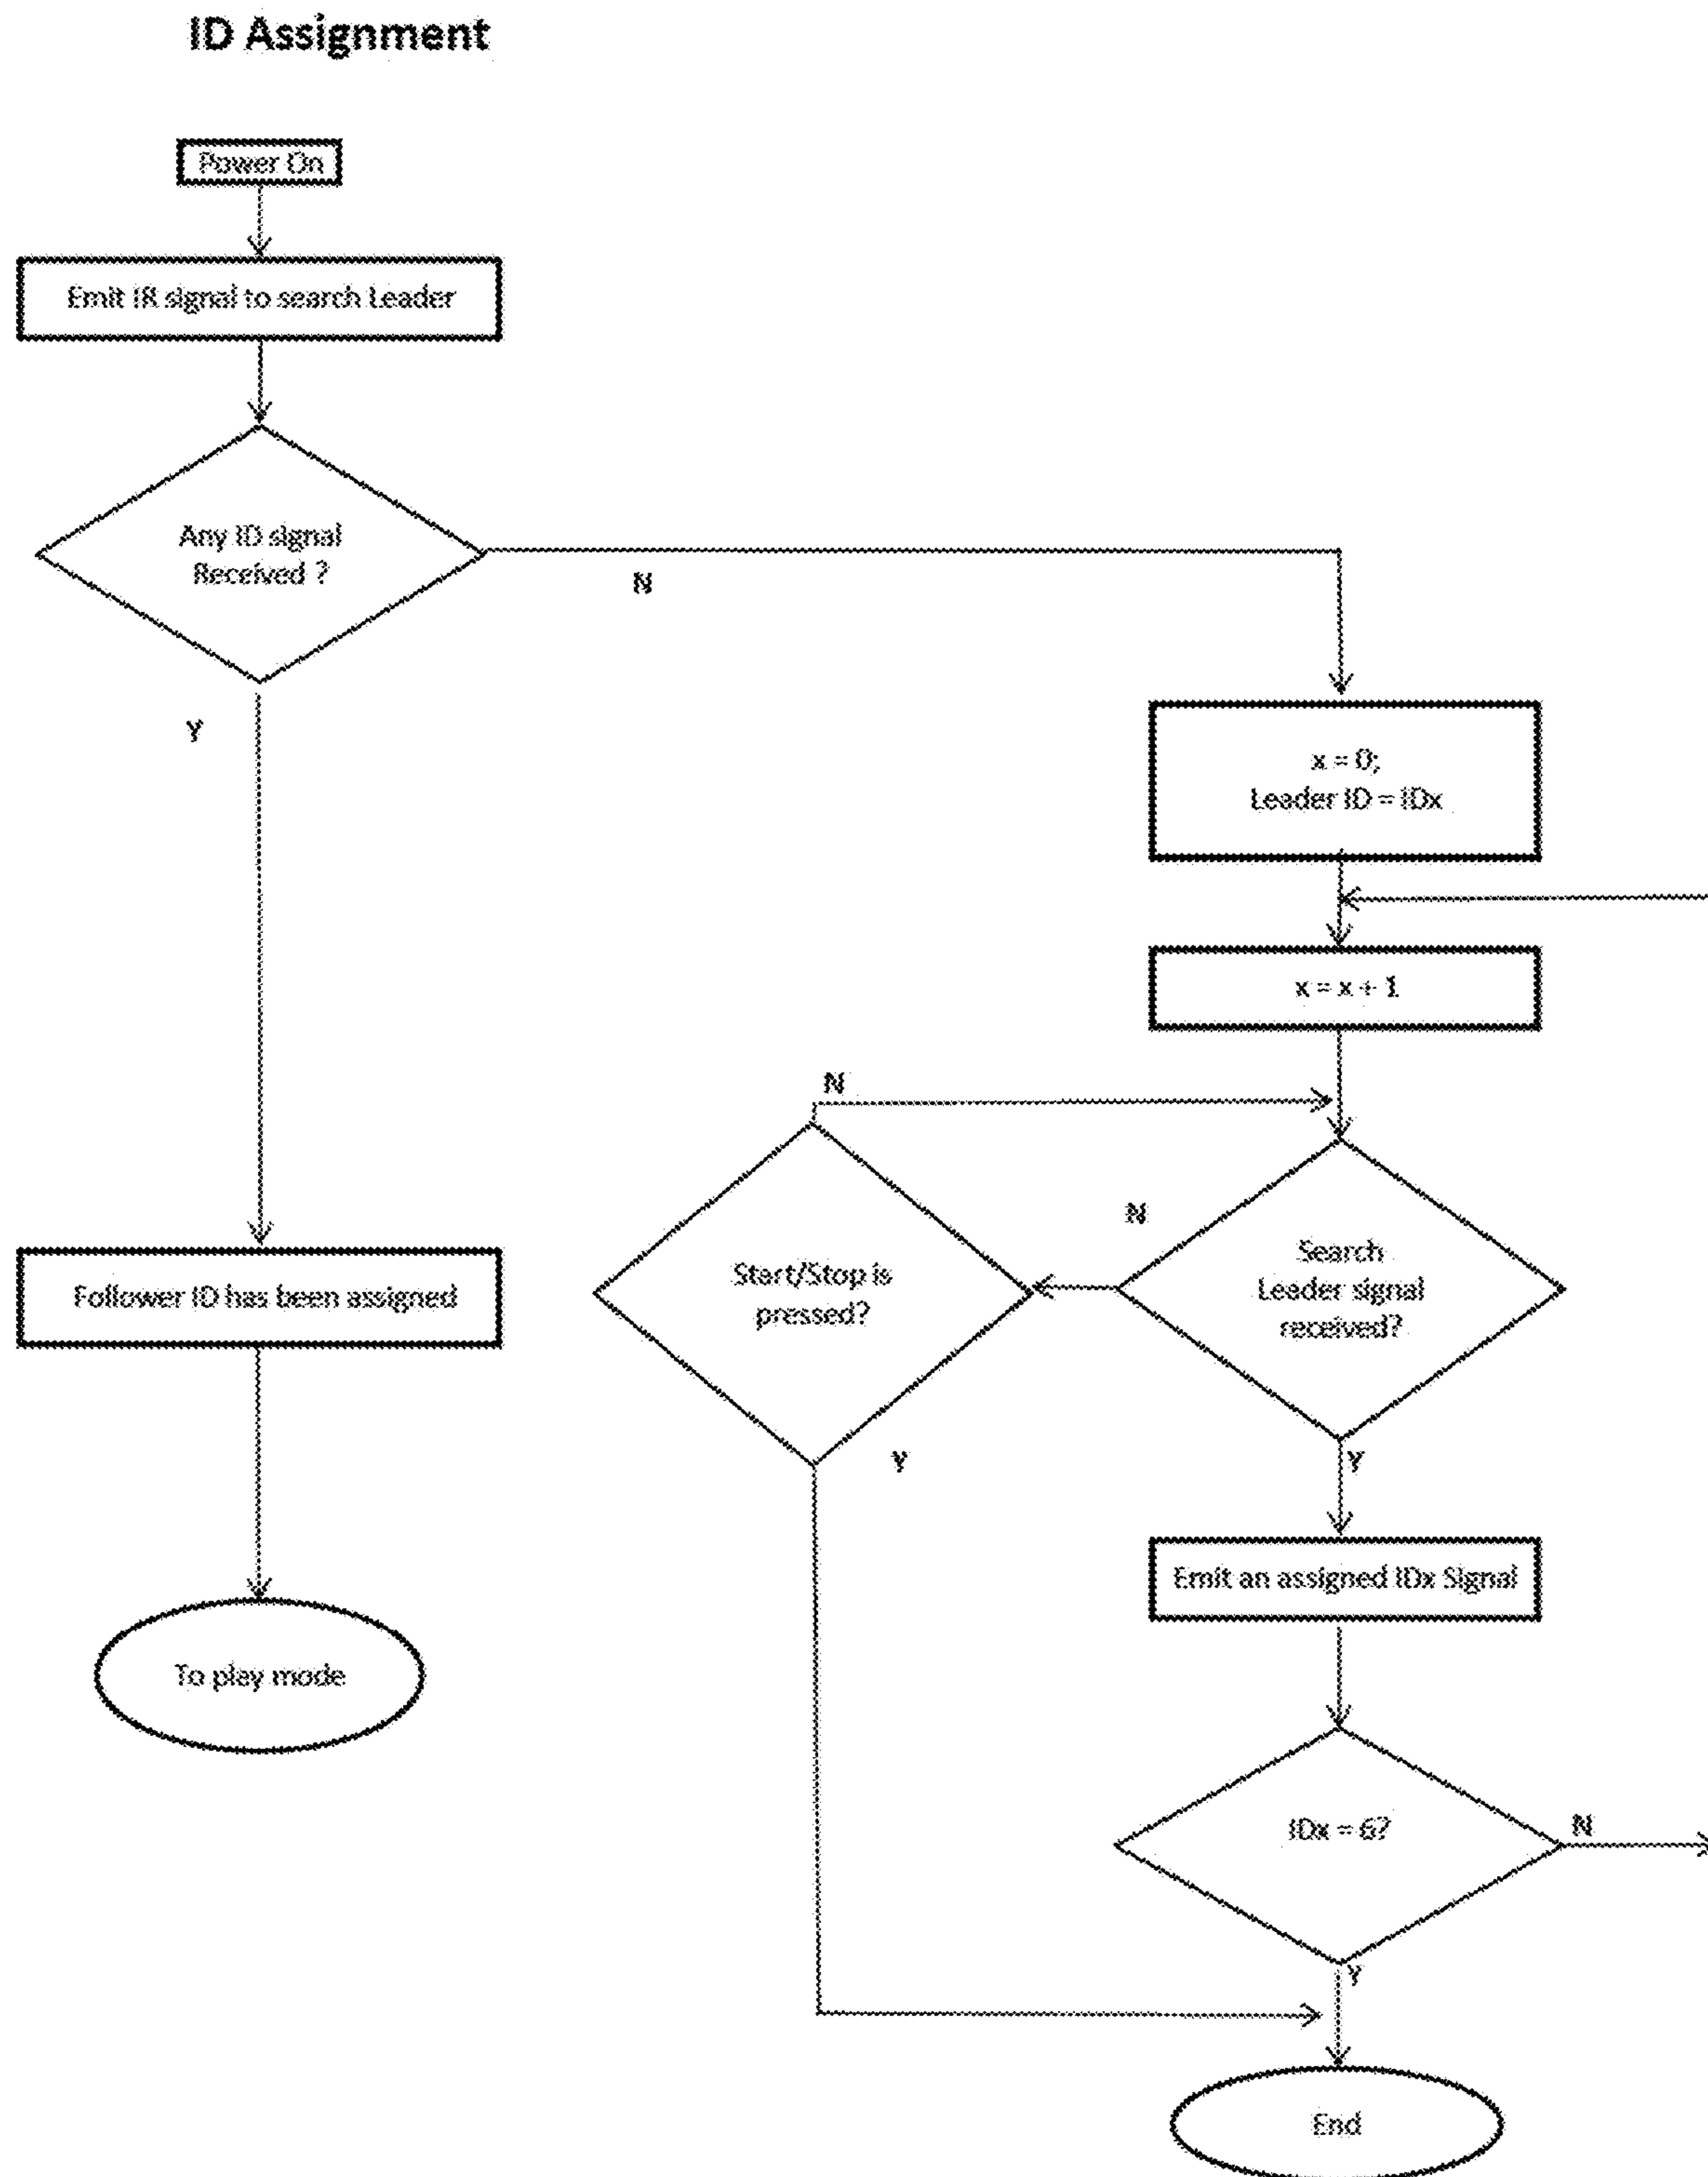 ID Assignment
Power On
Emit IR signal to search Leader
Any ID signal
Received ?
N
Y
x = 0;
Leader ID = IDx
x = x + 1
N
N
Start/Stop is
pressed?
Search
Leader signal
received?
Follower ID has been assigned
Y
Y
Emit an assigned IDx Signal
To play mode
IDx = 6?
N
Y
End